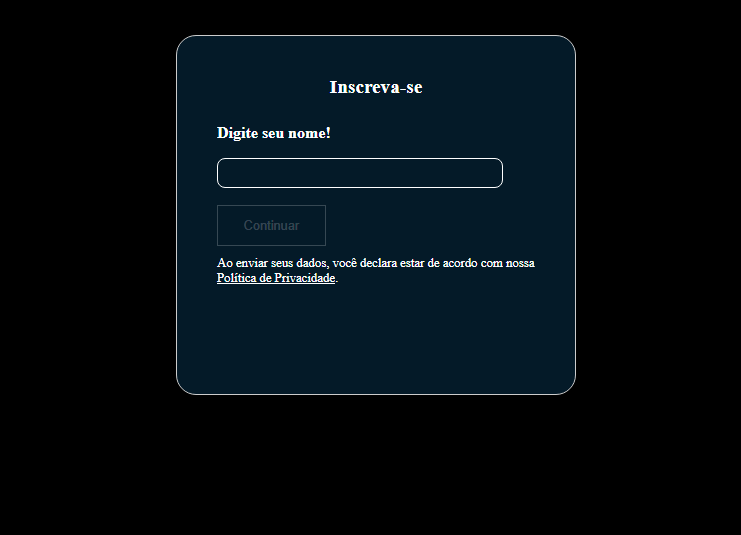 Inscreva-se
Digite seu nome!
Continuar
Ao enviar seus dados, você declara estar de acordo com nossa
Política de Privacidade.